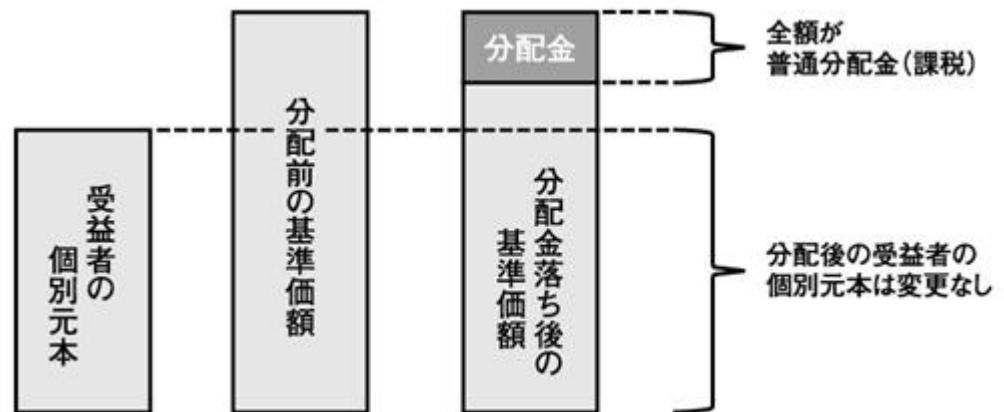 受益者の
個別元本
分配前の基準価額
分配金
分配金落ち後の
基準価額
全額が
普通分配金(課税)
分配後の受益者の
個別元本は変更なし